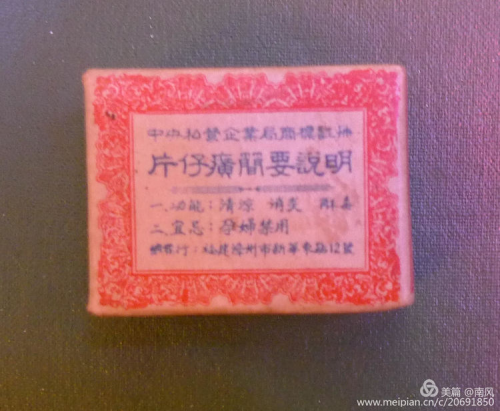 中央私營企業局商標註冊
片仔癀簡要說明
一、功能：清涼 消炎 解毒
二、宜忌：孕婦禁用
福建漳州市新華東路12號
美篇 @南风
www.meipian.cn/c/20691850